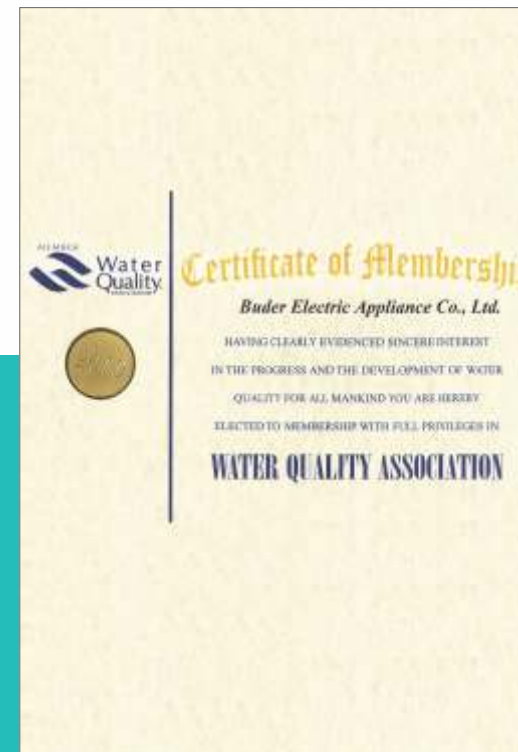 MEMBER
Water
Quality
Certificate of Membershi
Buder Electric Appliance Co., Ltd.
HAVING CLEARLY EVIDENCED SINCERE INTEREST
IN THE PROGRESS AND THE DEVELOPMENT OF WATER
QUALITY FOR ALL MANKIND YOU ARE HEREBY
ELECTED TO MEMBERSHIP WITH FULL PRIVILEGES IN
WATER QUALITY ASSOCIATION